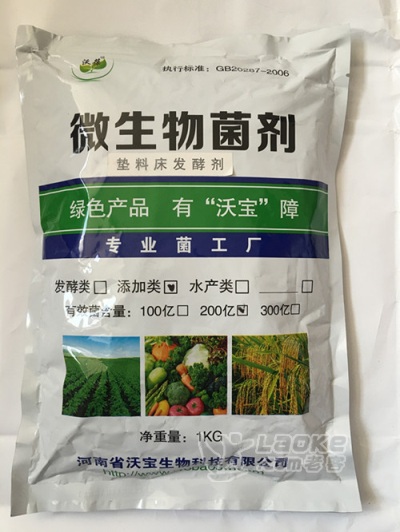 沃宝
执行标准：GB20287-2006
微生物菌剂
垫料床发酵剂
绿色产品 有“沃宝”障
专业菌工厂
发酵类□ 添加类☑ 水产类□ ____□
有效菌含量：100亿□ 200亿☑ 300亿□
净重量：1KG
河南省沃宝生物科技有限公司
LaoKe